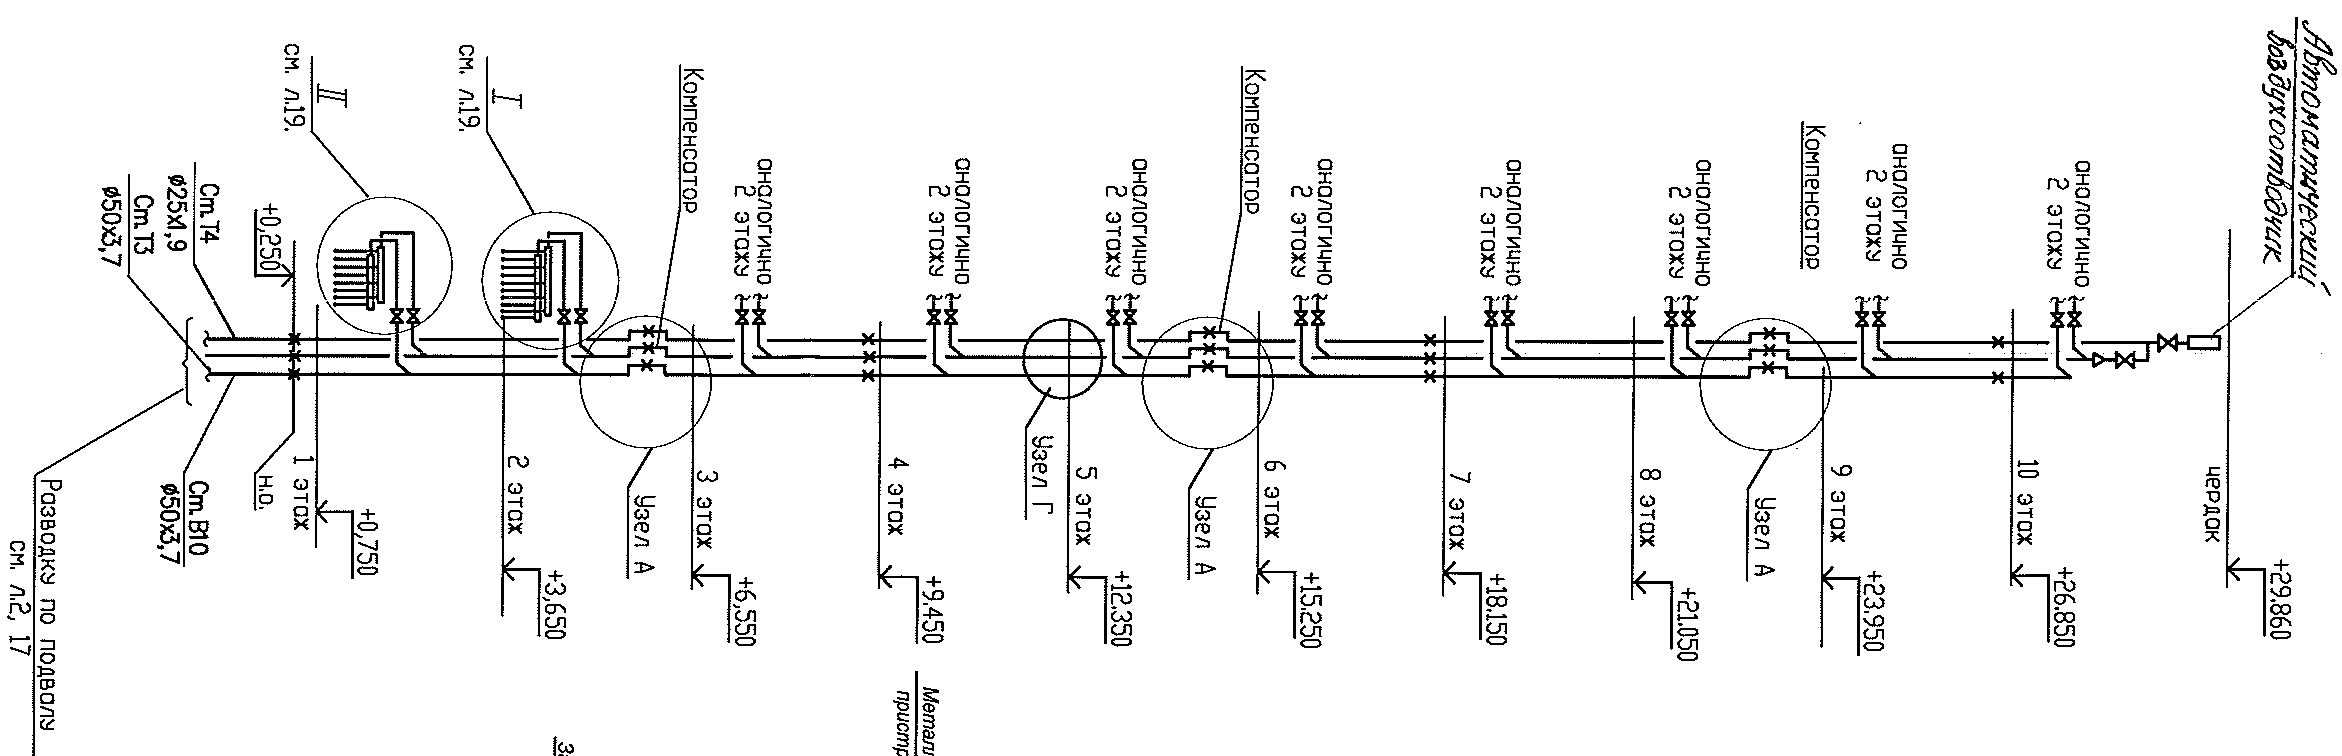 Автоматический
воздухоотводчик
чердак
+29.860
аналогично
2 этажу
10 этаж
+26.850
аналогично
2 этажу
Компенсатор
9 этаж
+23.950
Узел А
аналогично
2 этажу
8 этаж
+21.050
аналогично
2 этажу
7 этаж
+18.150
аналогично
2 этажу
Компенсатор
6 этаж
+15.250
Узел А
аналогично
2 этажу
5 этаж
+12.350
Узел Г
аналогично
2 этажу
4 этаж
+9.450
аналогично
2 этажу
Компенсатор
3 этаж
+6,550
Узел А
I
см. л.19.
2 этаж
+3,650
II
см. л.19.
1 этаж
+0,750
+0,250
н.о.
Ст.Т4
ø25х1,9
Ст.Т3
ø50х3,7
Ст.В10
ø50х3,7
Разводку по подвалу
см. л.2, 17